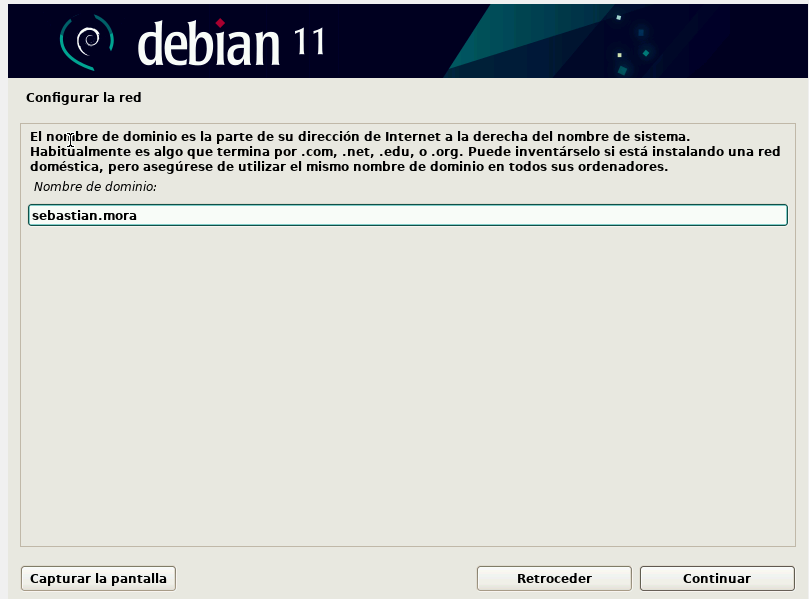 debian 11
Configurar la red
El nombre de dominio es la parte de su dirección de Internet a la derecha del nombre de sistema.
Habitualmente es algo que termina por .com, .net, .edu, o .org. Puede inventárselo si está instalando una red
doméstica, pero asegúrese de utilizar el mismo nombre de dominio en todos sus ordenadores.
Nombre de dominio:
sebastian.mora
Capturar la pantalla
Retroceder
Continuar